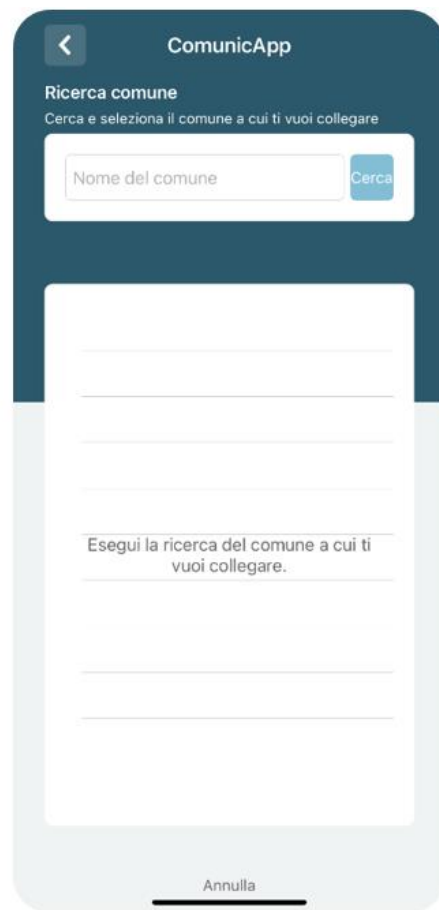 ComunicApp
Ricerca comune
Cerca e seleziona il comune a cui ti vuoi collegare
Nome del comune
Cerca
Esegui la ricerca del comune a cui ti
vuoi collegare.
Annulla